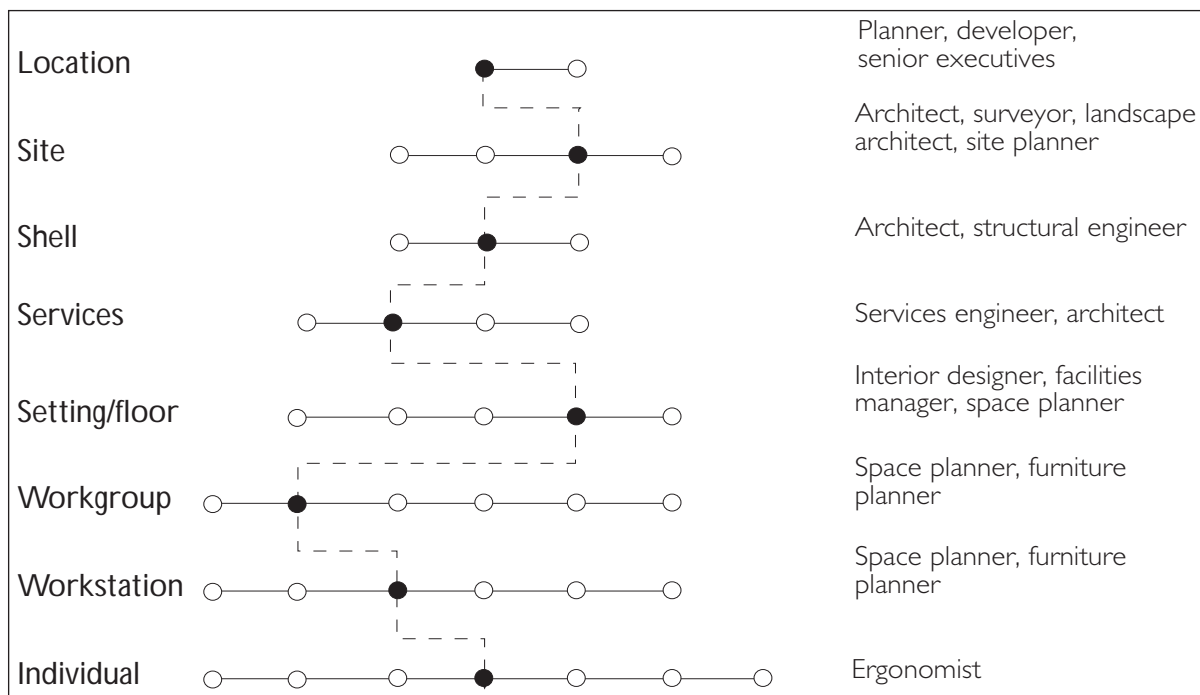 Location
Planner, developer,
senior executives
Site
Architect, surveyor, landscape
architect, site planner
Shell
Architect, structural engineer
Services
Services engineer, architect
Setting/floor
Interior designer, facilities
manager, space planner
Workgroup
Space planner, furniture
planner
Workstation
Space planner, furniture
planner
Individual
Ergonomist